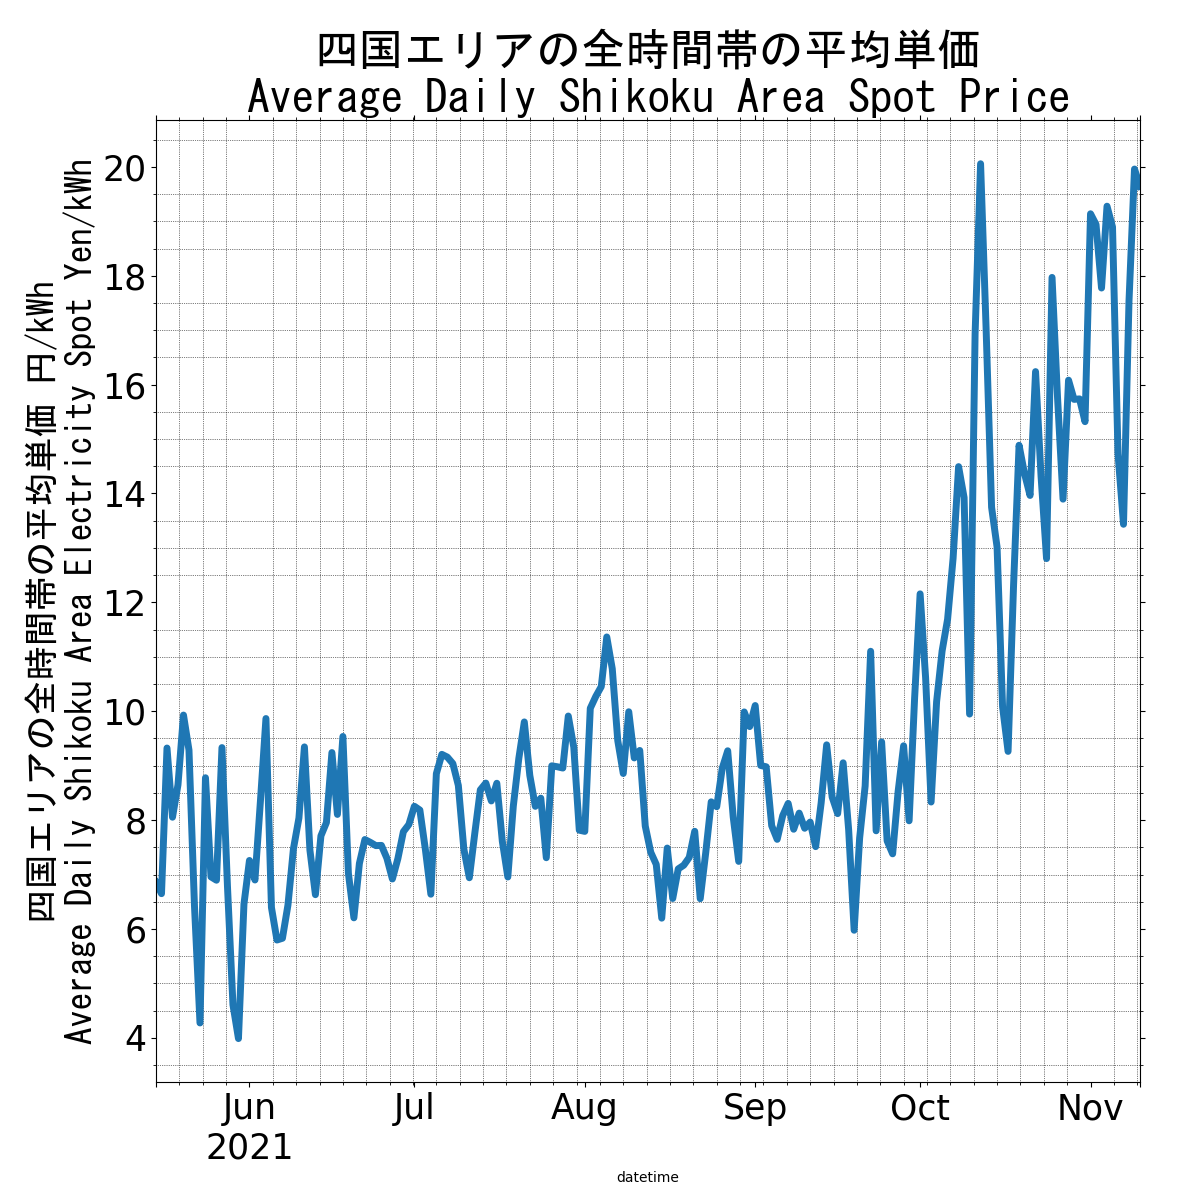 四国エリアの全時間帯の平均単価
Average Daily Shikoku Area Spot Price
四国エリアの全時間帯の平均単価 円/kWh
Average Daily Shikoku Area Electricity Spot Yen/kWh
20
18
16
14
12
10
8
6
4
Jun Jul Aug Sep Oct Nov
2021
datetime